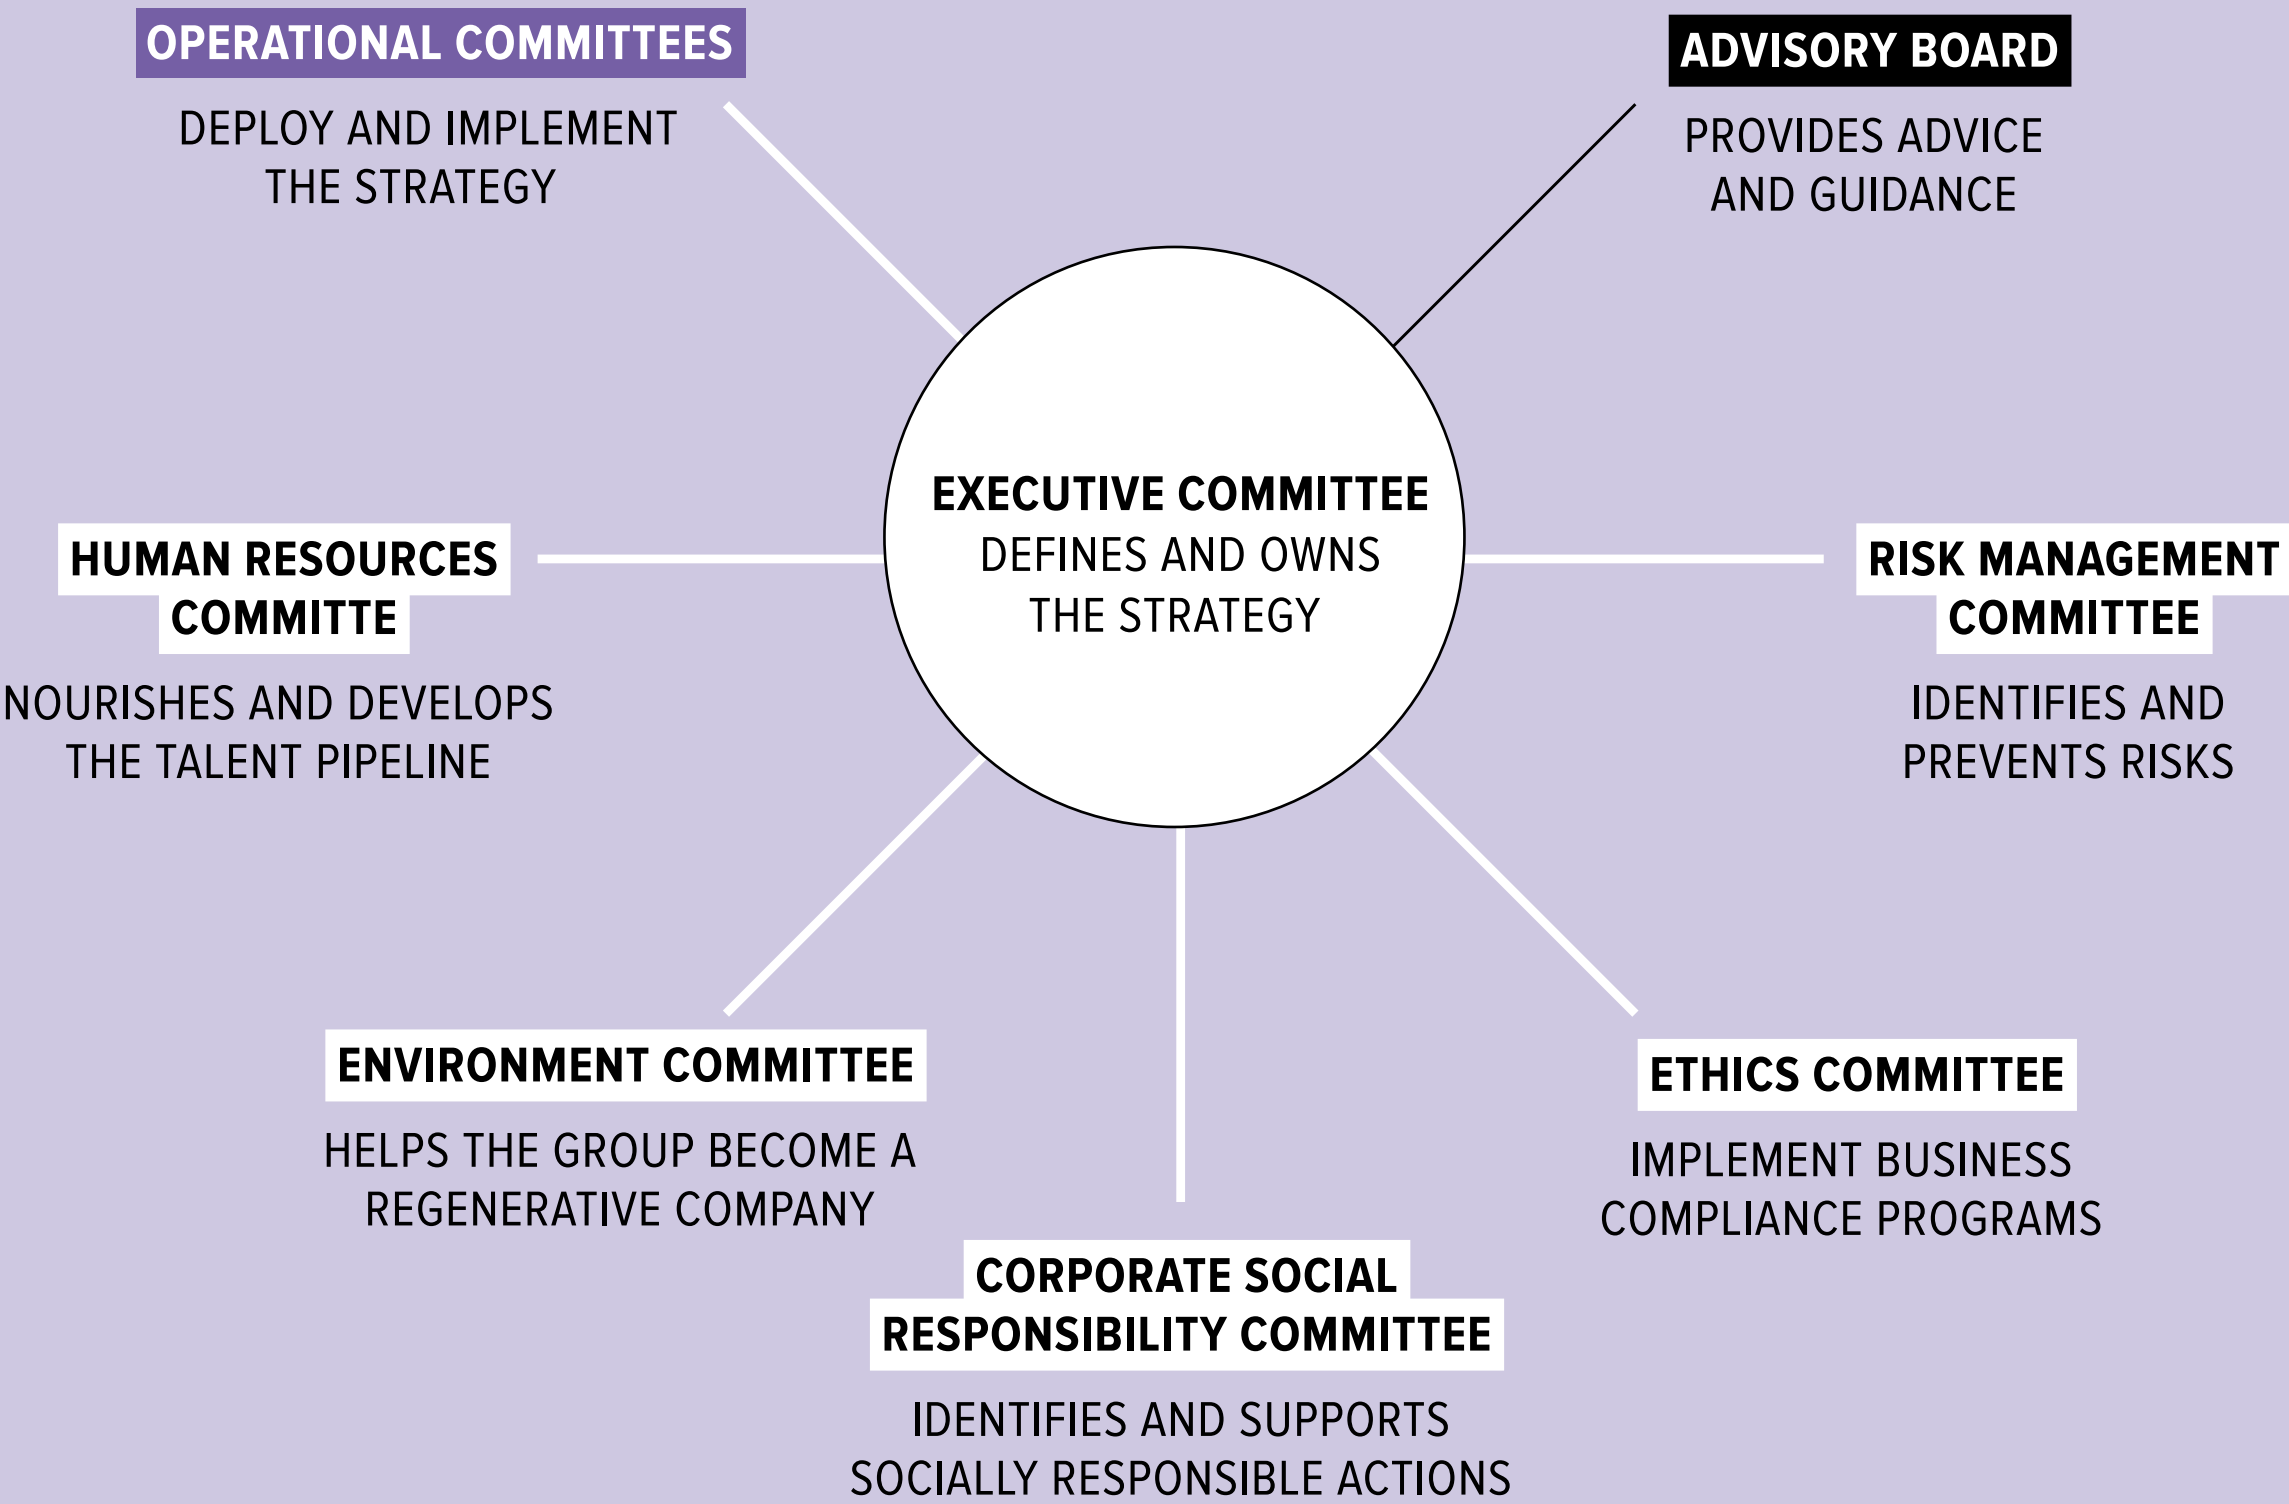 OPERATIONAL COMMITTEES
DEPLOY AND IMPLEMENT
THE STRATEGY
ADVISORY BOARD
PROVIDES ADVICE
AND GUIDANCE
EXECUTIVE COMMITTEE
DEFINES AND OWNS
THE STRATEGY
HUMAN RESOURCES
COMMITTE
NOURISHES AND DEVELOPS
THE TALENT PIPELINE
RISK MANAGEMENT
COMMITTEE
IDENTIFIES AND
PREVENTS RISKS
ENVIRONMENT COMMITTEE
HELPS THE GROUP BECOME A
REGENERATIVE COMPANY
ETHICS COMMITTEE
IMPLEMENT BUSINESS
COMPLIANCE PROGRAMS
CORPORATE SOCIAL
RESPONSIBILITY COMMITTEE
IDENTIFIES AND SUPPORTS
SOCIALLY RESPONSIBLE ACTIONS